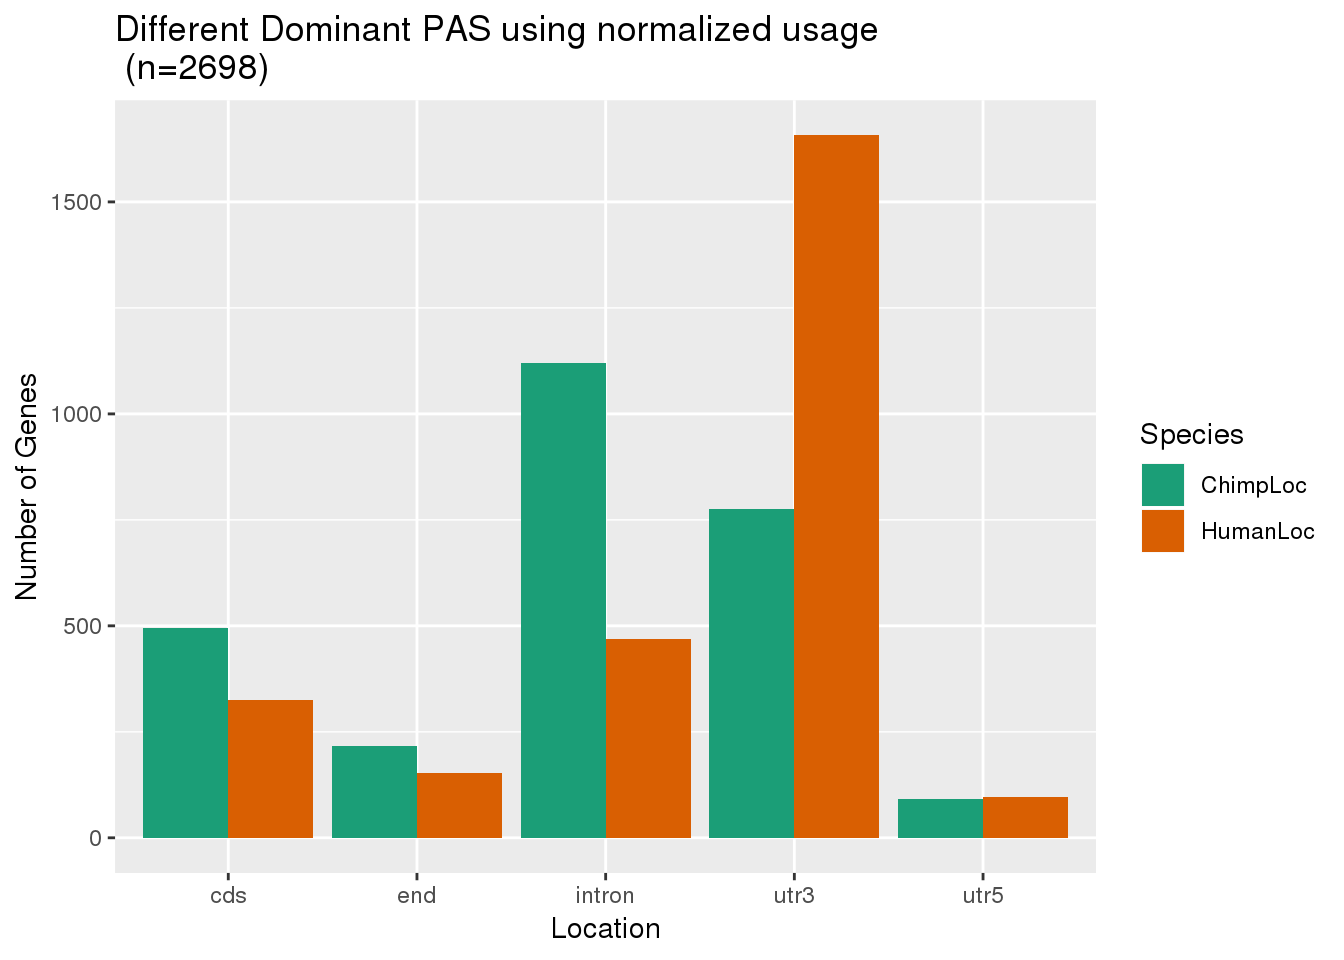 Different Dominant PAS using normalized usage
(n=2698)
Number of Genes
1500
1000
500
0
cds
end
intron
utr3
utr5
Location
Species
ChimpLoc
HumanLoc